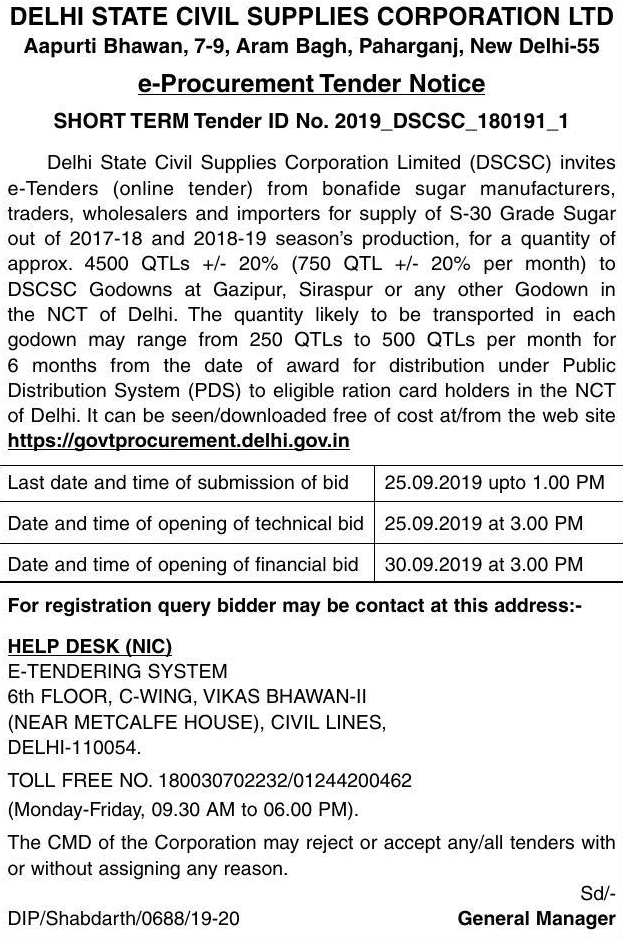 DELHI STATE CIVIL SUPPLIES CORPORATION LTD
Aapurti Bhawan, 7-9, Aram Bagh, Paharganj, New Delhi-55
e-Procurement Tender Notice
SHORT TERM Tender ID No. 2019_DSCSC_180191_1
Delhi State Civil Supplies Corporation Limited (DSCSC) invites
e-Tenders (online tender) from bonafide sugar manufacturers,
traders, wholesalers and importers for supply of S-30 Grade Sugar
out of 2017-18 and 2018-19 season's production, for a quantity of
approx. 4500 QTLs +/- 20% (750 QTL +/- 20% per month) to
DSCSC Godowns at Gazipur, Siraspur or any other Godown in
the NCT of Delhi. The quantity likely to be transported in each
godown may range from 250 QTLs to 500 QTLs per month for
6 months from the date of award for distribution under Public
Distribution System (PDS) to eligible ration card holders in the NCT
of Delhi. It can be seen/downloaded free of cost at/from the web site
https://govtprocurement.delhi.gov.in
Last date and time of submission of bid 25.09.2019 upto 1.00 PM
Date and time of opening of technical bid 25.09.2019 at 3.00 PM
Date and time of opening of financial bid 30.09.2019 at 3.00 PM
For registration query bidder may be contact at this address:-
HELP DESK (NIC)
E-TENDERING SYSTEM
6th FLOOR, C-WING, VIKAS BHAWAN-II
(NEAR METCALFE HOUSE), CIVIL LINES,
DELHI-110054.
TOLL FREE NO. 180030702232/01244200462
(Monday-Friday, 09.30 AM to 06.00 PM).
The CMD of the Corporation may reject or accept any/all tenders with
or without assigning any reason.
Sd/-
DIP/Shabdarth/0688/19-20 General Manager